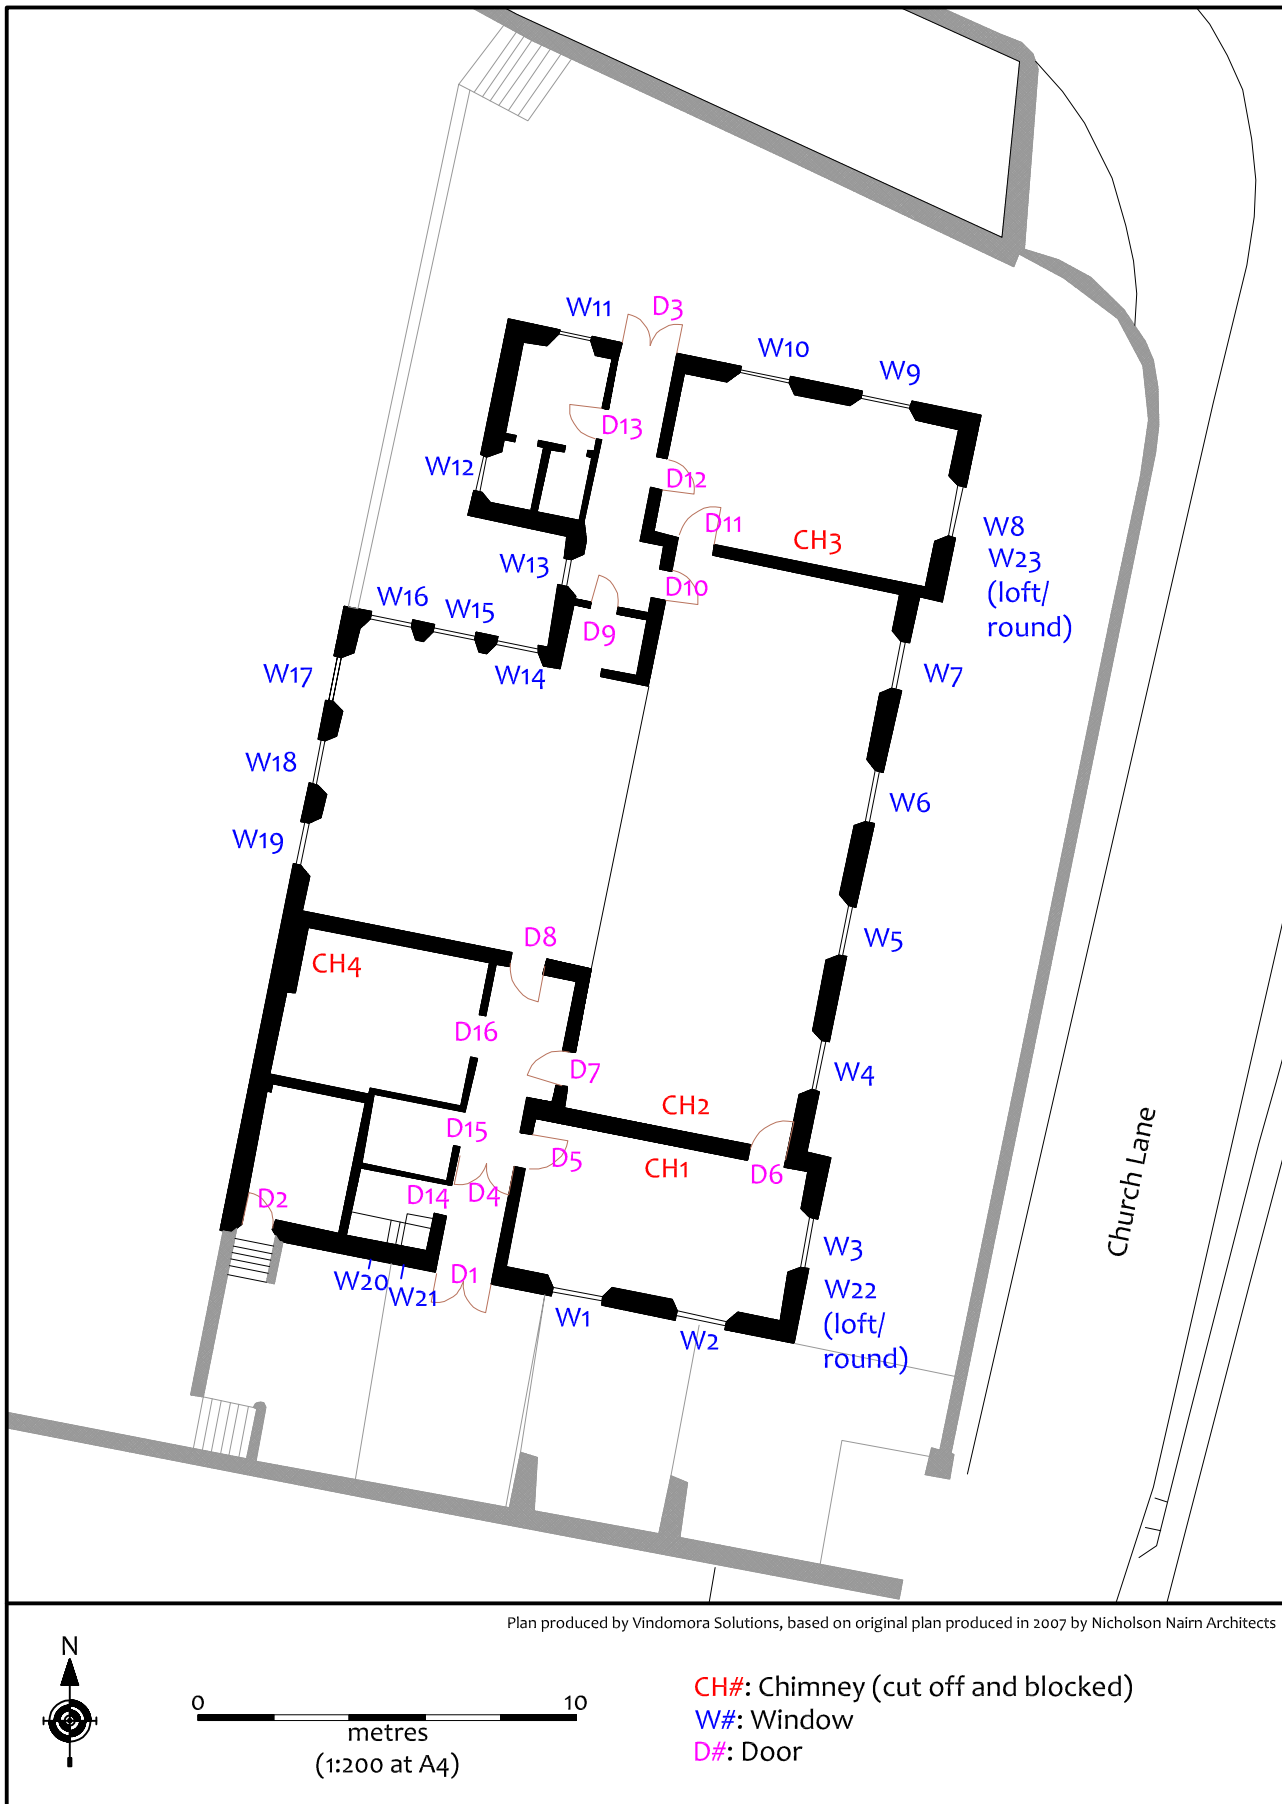 W11
D3
W10
W9
D13
W12
D12
D11
W8
W23
(loft/
round)
CH3
W13
D10
W16
W15
D9
W14
W17
W7
W18
W6
W19
D8
W5
CH4
D16
D7
W4
CH2
D15
D5
CH1
D6
Church Lane
D2
D14
D4
W3
W20
W21
D1
W22
(loft/
round)
W1
W2
Plan produced by Vindomora Solutions, based on original plan produced in 2007 by Nicholson Nairn Architects
N
0 10
metres
(1:200 at A4)
CH#: Chimney (cut off and blocked)
W#: Window
D#: Door